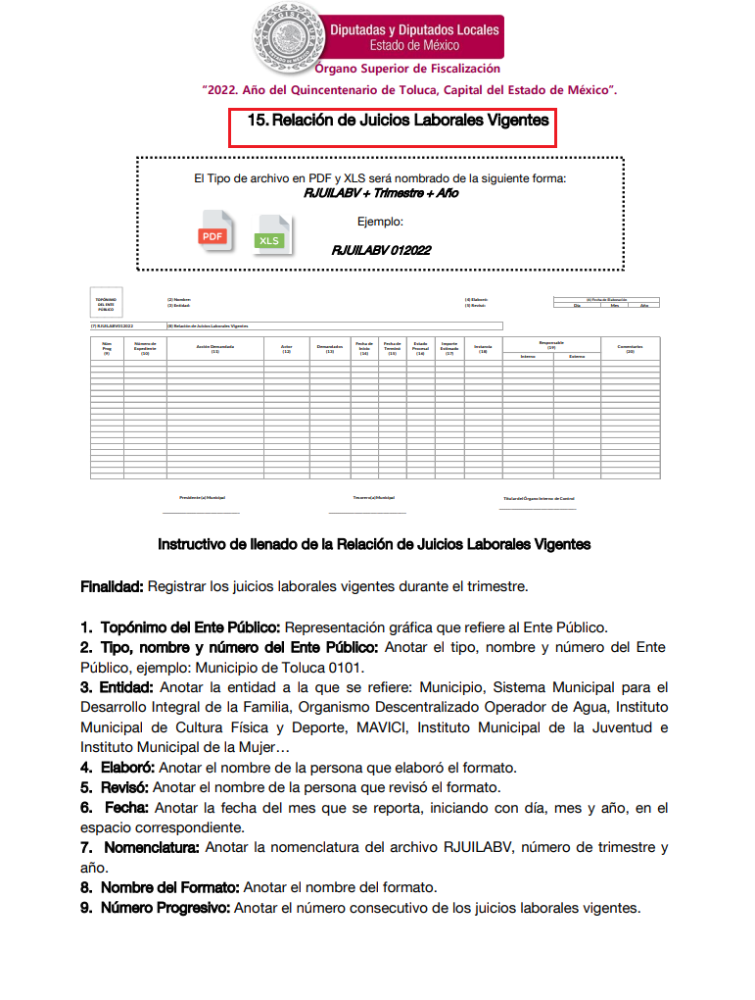 LEGISLATURA
Diputadas y Diputados Locales
Estado de México
Órgano Superior de Fiscalización
“2022. Año del Quincentenario de Toluca, Capital del Estado de México”.
15. Relación de Juicios Laborales Vigentes
El Tipo de archivo en PDF y XLS será nombrado de la siguiente forma:
RJUILABV + Trimestre + Año
Ejemplo:
PDF
XLS
RJUILABV 012022
TOPÓNIMO
DEL ENTE
PÚBLICO
(2) Nombre:
(3) Entidad:
(4) Elaboró:
(5) Revisó:
(6) Fecha de Elaboración
Día Mes Año
(7) RJUILABV012022 (8) Relación de Juicios Laborales Vigentes
Núm
Prog
(9)
Número de
Expediente
(10)
Acción Demandada
(11)
Actor
(12)
Demandados
(13)
Fecha de
Inicio
(14)
Fecha de
Terminó
(15)
Estado
Procesal
(16)
Importe
Estimado
(17)
Instancia
(18)
Responsable
(19)
Interno Externo
Comentarios
(20)
Presidente(a) Municipal Tesorero(a) Municipal Titular del Órgano Interno de Control
Instructivo de llenado de la Relación de Juicios Laborales Vigentes
Finalidad: Registrar los juicios laborales vigentes durante el trimestre.
1. Topónimo del Ente Público: Representación gráfica que refiere al Ente Público.
2. Tipo, nombre y número del Ente Público: Anotar el tipo, nombre y número del Ente
Público, ejemplo: Municipio de Toluca 0101.
3. Entidad: Anotar la entidad a la que se refiere: Municipio, Sistema Municipal para el
Desarrollo Integral de la Familia, Organismo Descentralizado Operador de Agua, Instituto
Municipal de Cultura Física y Deporte, MAVICI, Instituto Municipal de la Juventud e
Instituto Municipal de la Mujer…
4. Elaboró: Anotar el nombre de la persona que elaboró el formato.
5. Revisó: Anotar el nombre de la persona que revisó el formato.
6. Fecha: Anotar la fecha del mes que se reporta, iniciando con día, mes y año, en el
espacio correspondiente.
7. Nomenclatura: Anotar la nomenclatura del archivo RJUILABV, número de trimestre y
año.
8. Nombre del Formato: Anotar el nombre del formato.
9. Número Progresivo: Anotar el número consecutivo de los juicios laborales vigentes.